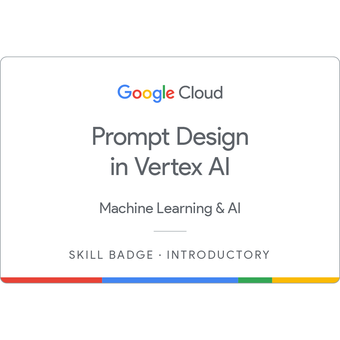 Google Cloud
Prompt Design
in Vertex AI
Machine Learning & AI
SKILL BADGE · INTRODUCTORY